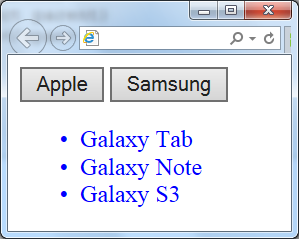 Apple Samsung
• Galaxy Tab
• Galaxy Note
• Galaxy S3